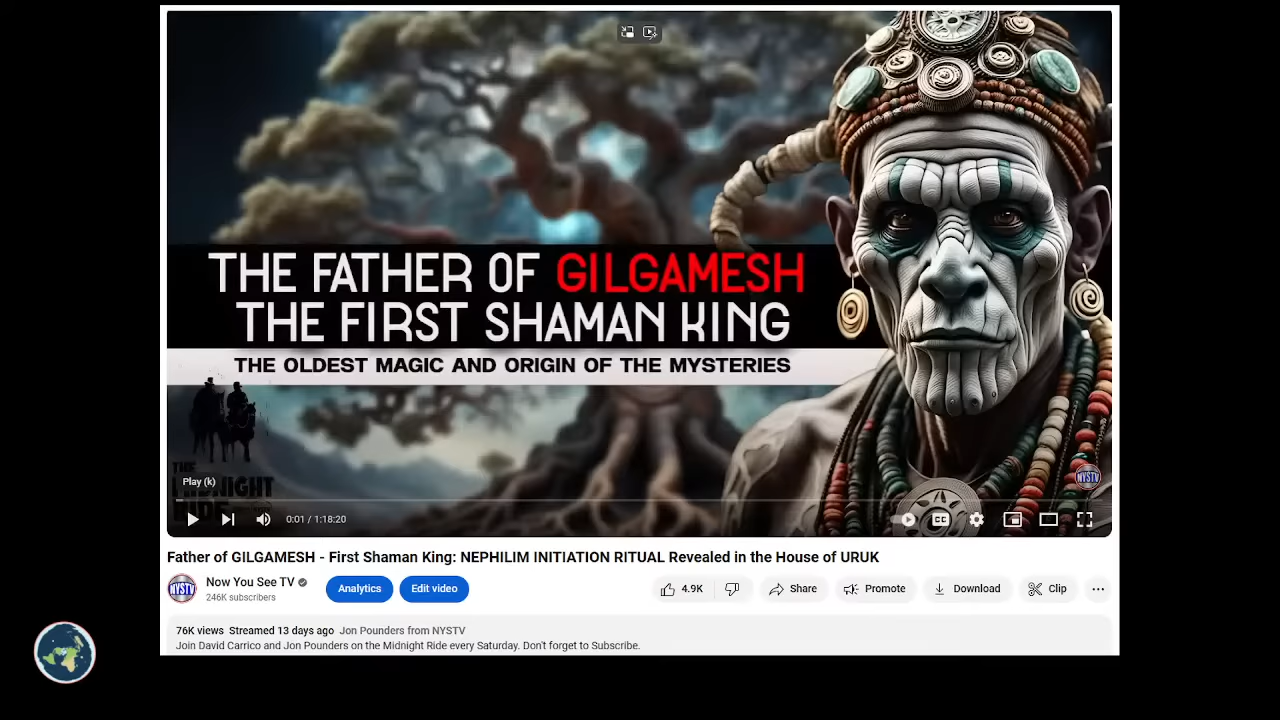 THE FATHER OF GILGAMESH
THE FIRST SHAMAN KING
THE OLDEST MAGIC AND ORIGIN OF THE MYSTERIES
THE
MIDNIGHT
RIDE
Play (k)
NYSTV
0:01 / 1:18:20
CC
Father of GILGAMESH - First Shaman King: NEPHILIM INITIATION RITUAL Revealed in the House of URUK
NYSTV
Now You See TV
246K subscribers
Analytics
Edit video
4.9K
Share
Promote
Download
Clip
76K views Streamed 13 days ago Jon Pounders from NYSTV
Join David Carrico and Jon Pounders on the Midnight Ride every Saturday. Don't forget to Subscribe.